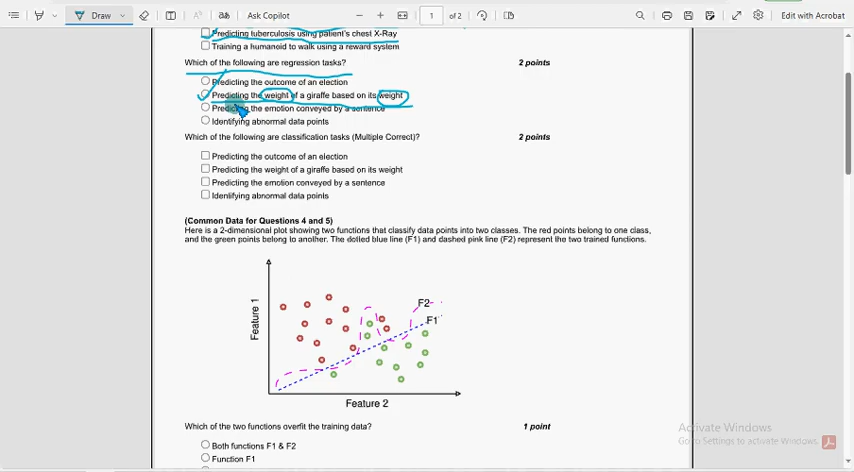 Draw
Ask Copilot
1
of 2
Edit with Acrobat
Predicting tuberculosis using patient's chest X-Ray
Training a humanoid to walk using a reward system
Which of the following are regression tasks? 2 points
Predicting the outcome of an election
Predicting the weight of a giraffe based on its weight
Predicting the emotion conveyed by a sentence
Identifying abnormal data points
Which of the following are classification tasks (Multiple Correct)? 2 points
Predicting the outcome of an election
Predicting the weight of a giraffe based on its weight
Predicting the emotion conveyed by a sentence
Identifying abnormal data points
(Common Data for Questions 4 and 5)
Here is a 2-dimensional plot showing two functions that classify data points into two classes. The red points belong to one class,
and the green points belong to another. The dotted blue line (F1) and dashed pink line (F2) represent the two trained functions.
F2
F1
Feature 1
Feature 2
Which of the two functions overfit the training data? 1 point
Both functions F1 & F2
Function F1
Activate Windows
Go to Settings to activate Windows.